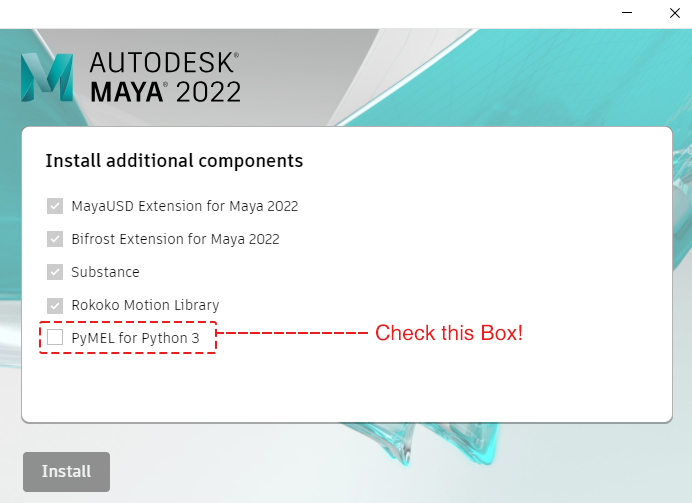 AUTODESK®
MAYA® 2022
Install additional components
MayaUSD Extension for Maya 2022
Bifrost Extension for Maya 2022
Substance
Rokoko Motion Library
PyMEL for Python 3
Check this Box!
Install